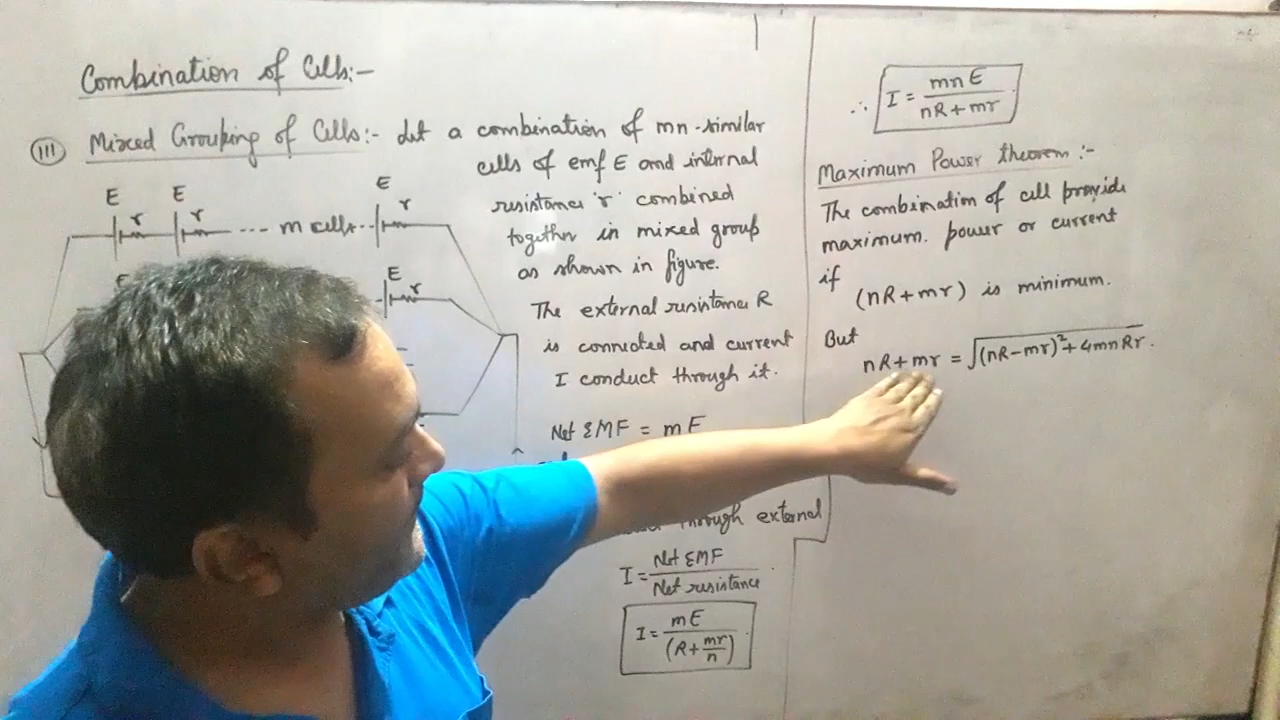 Combination of Cells:-
(III) Mixed Grouking of Cells:- Let a combination of mn-similar
cells of emf E and internal
resistance 'r' combined
together in mixed group
as shown in figure.
The external resistance R
is connected and current
I conduct through it.
Net EMF = mE
through external
I = Net EMF / Net resistance
I = mE / (R + mr/n)
E r E r ... m cells .. E r
E r
∴ I = mnE / nR+mr
Maximum Power theorem :-
The combination of cell provide
maximum. power or current
if
(nR+mr) is minimum.
But
nR+mr = √(nR-mr)²+4mnRr.